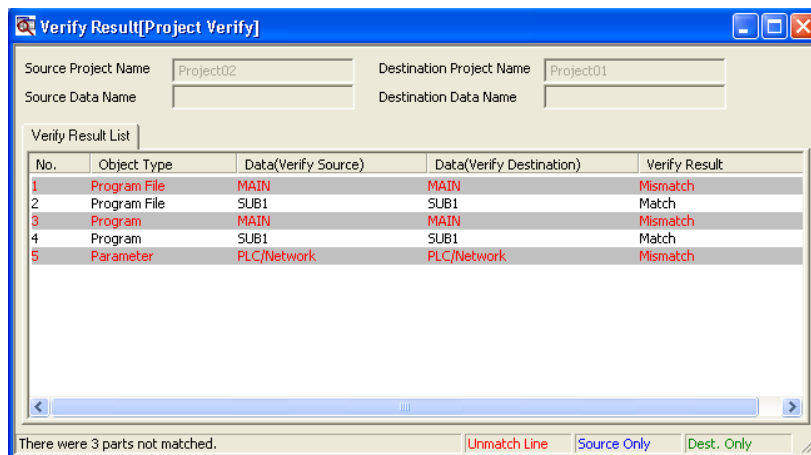 Verify Result[Project Verify]
Source Project Name Project02 Destination Project Name Project01
Source Data Name Destination Data Name
Verify Result List
No. Object Type Data(Verify Source) Data(Verify Destination) Verify Result
1 Program File MAIN MAIN Mismatch
2 Program File SUB1 SUB1 Match
3 Program MAIN MAIN Mismatch
4 Program SUB1 SUB1 Match
5 Parameter PLC/Network PLC/Network Mismatch
There were 3 parts not matched. Unmatch Line Source Only Dest. Only